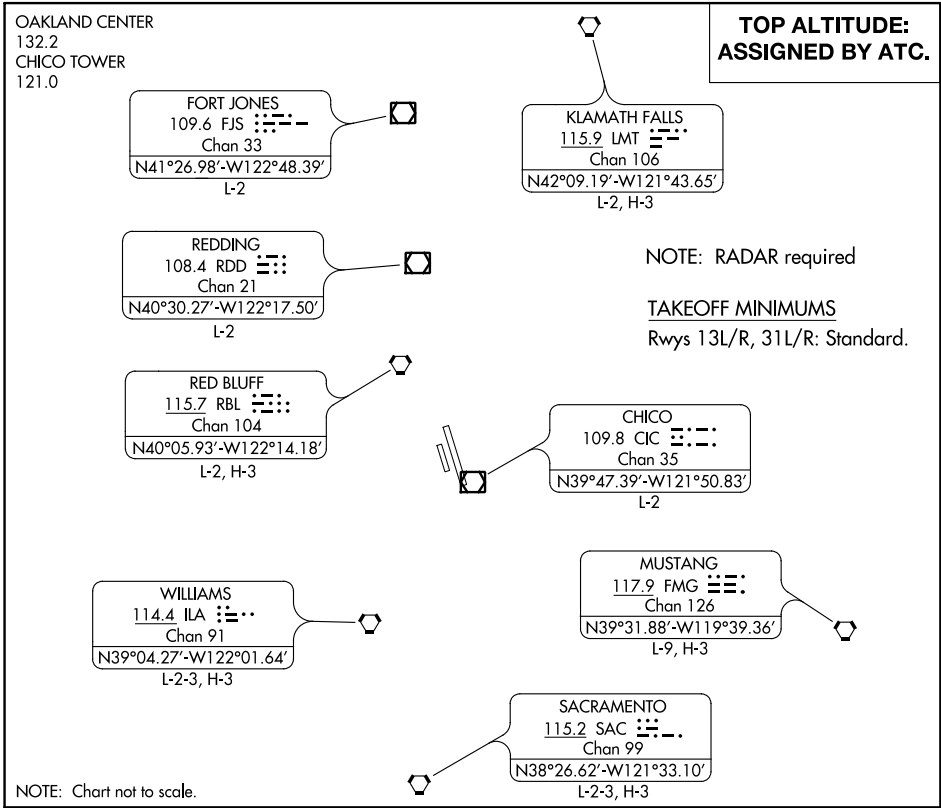 OAKLAND CENTER
132.2
CHICO TOWER
121.0
TOP ALTITUDE:
ASSIGNED BY ATC.
FORT JONES
109.6 FJS
Chan 33
N41°26.98'-W122°48.39'
L-2
KLAMATH FALLS
115.9 LMT
Chan 106
N42°09.19'-W121°43.65'
L-2, H-3
REDDING
108.4 RDD
Chan 21
N40°30.27'-W122°17.50'
L-2
NOTE: RADAR required
TAKEOFF MINIMUMS
Rwys 13L/R, 31L/R: Standard.
RED BLUFF
115.7 RBL
Chan 104
N40°05.93'-W122°14.18'
L-2, H-3
CHICO
109.8 CIC
Chan 35
N39°47.39'-W121°50.83'
L-2
MUSTANG
117.9 FMG
Chan 126
N39°31.88'-W119°39.36'
L-9, H-3
WILLIAMS
114.4 ILA
Chan 91
N39°04.27'-W122°01.64'
L-2-3, H-3
SACRAMENTO
115.2 SAC
Chan 99
N38°26.62'-W121°33.10'
L-2-3, H-3
NOTE: Chart not to scale.